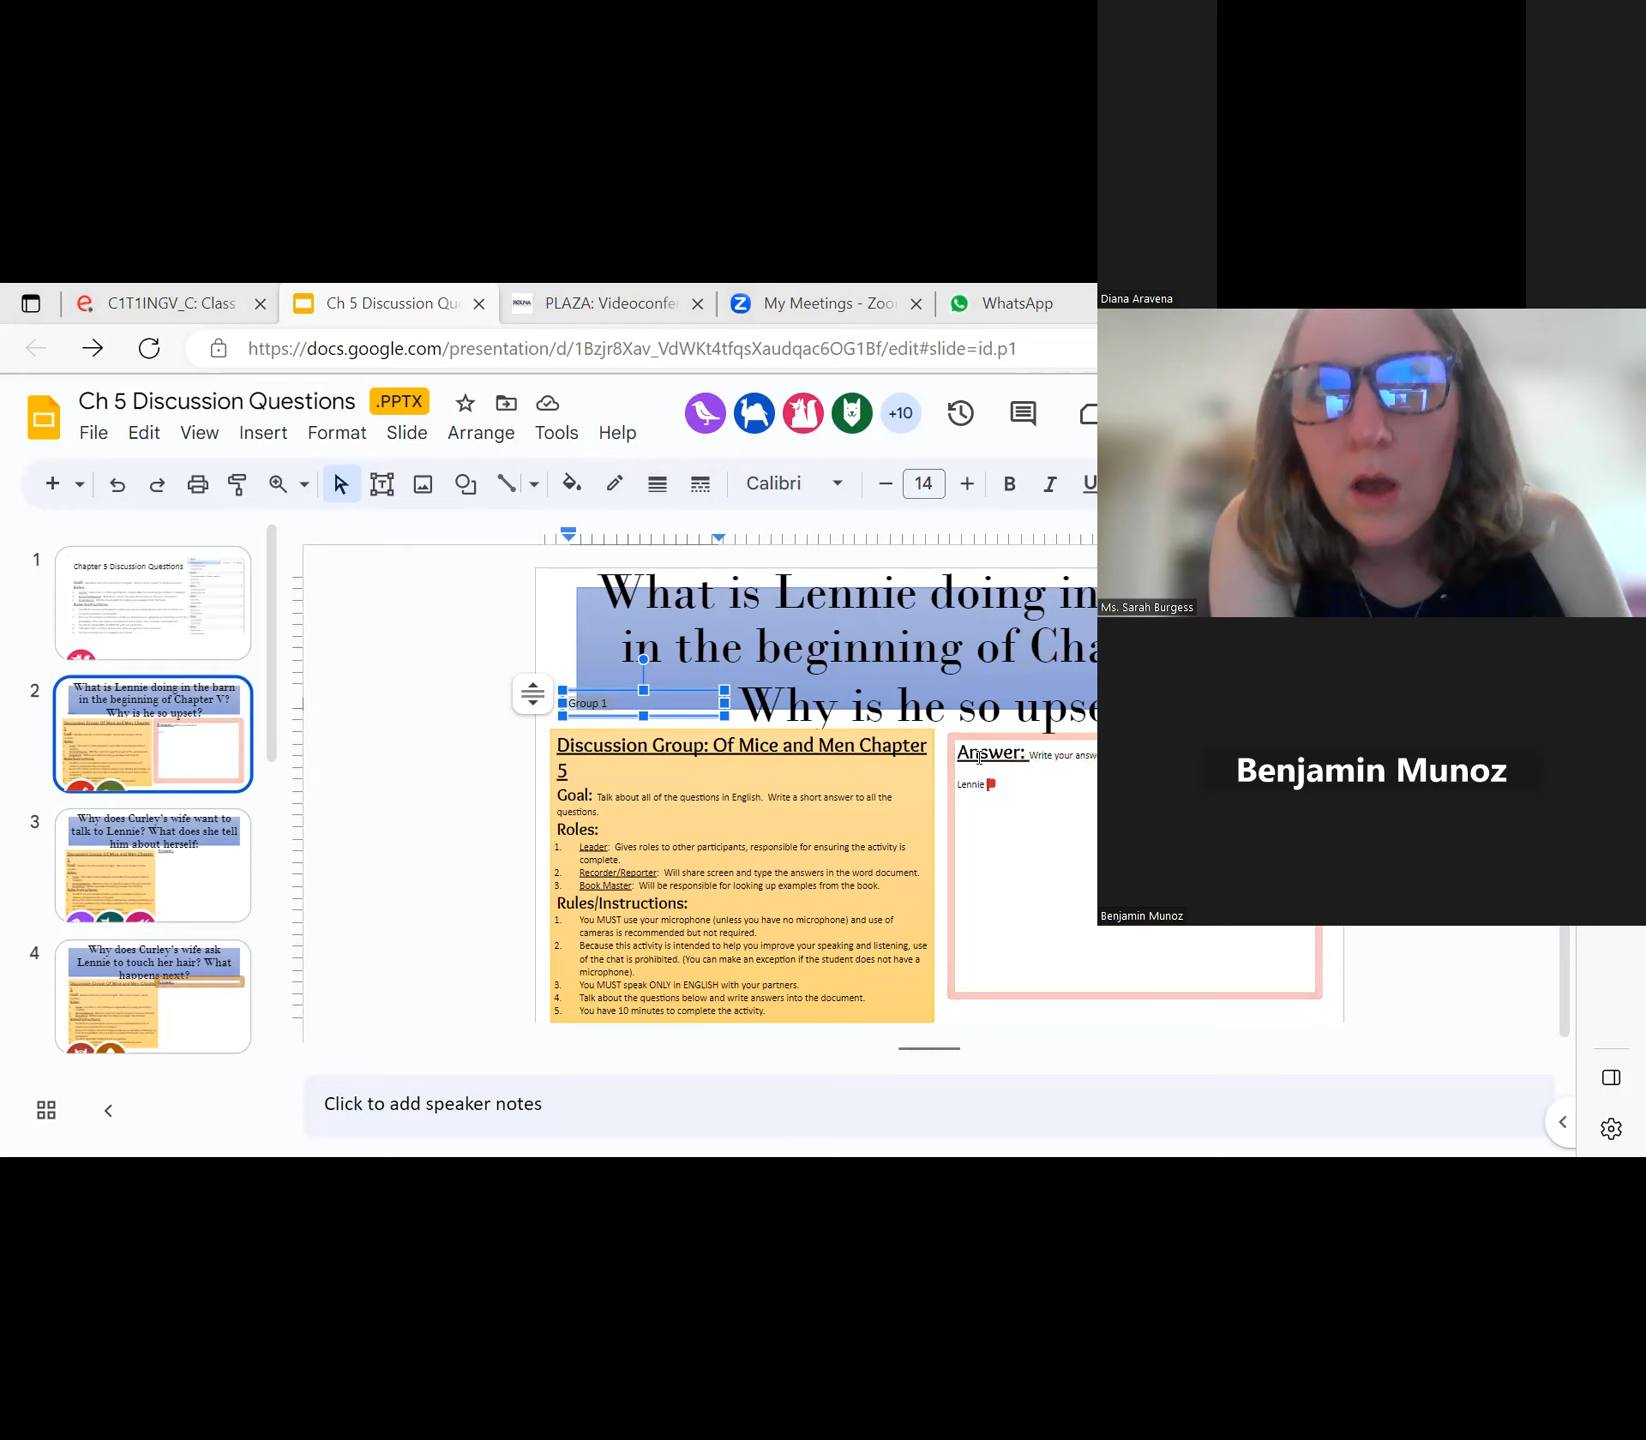 Diana Aravena
C1T1INGV_C: Class
Ch 5 Discussion Qu
PLAZA: Videoconfe
My Meetings - Zoo
WhatsApp
https://docs.google.com/presentation/d/1Bzjr8Xav_VdWKt4tfqsXaudqac6OG1Bf/edit#slide=id.p1
Ch 5 Discussion Questions
.PPTX
+10
File Edit View Insert Format Slide Arrange Tools Help
Calibri
14
B I U
Ms. Sarah Burgess
Benjamin Munoz
Benjamin Munoz
1
Chapter 5 Discussion Questions
2
What is Lennie doing in the barn
in the beginning of Chapter V?
Why is he so upset?
3
Why does Curley's wife want to
talk to Lennie? What does she tell
him about herself:
4
Why does Curley's wife ask
Lennie to touch her hair? What
happens next?
What is Lennie doing in
in the beginning of Cha
Group 1
Why is he so upse
Discussion Group: Of Mice and Men Chapter
5
Goal: Talk about all of the questions in English. Write a short answer to all the
questions.
Roles:
1. Leader: Gives roles to other participants, responsible for ensuring the activity is
complete.
2. Recorder/Reporter: Will share screen and type the answers in the word document.
3. Book Master: Will be responsible for looking up examples from the book.
Rules/Instructions:
1. You MUST use your microphone (unless you have no microphone) and use of
cameras is recommended but not required.
2. Because this activity is intended to help you improve your speaking and listening, use
of the chat is prohibited. (You can make an exception if the student does not have a
microphone).
3. You MUST speak ONLY in ENGLISH with your partners.
4. Talk about the questions below and write answers into the document.
5. You have 10 minutes to complete the activity.
Answer: Write your answ
Lennie
Click to add speaker notes